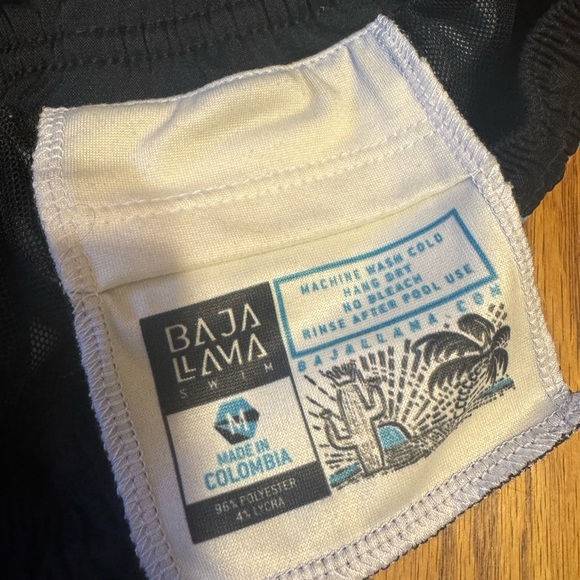 MACHINE WASH COLD
HANG DRY
NO BLEACH
RINSE AFTER POOL USE
BAJALLAMA.COM
BAJA
LLAMA
SWIM
M
MADE IN
COLOMBIA
96% POLYESTER
4% LYCRA